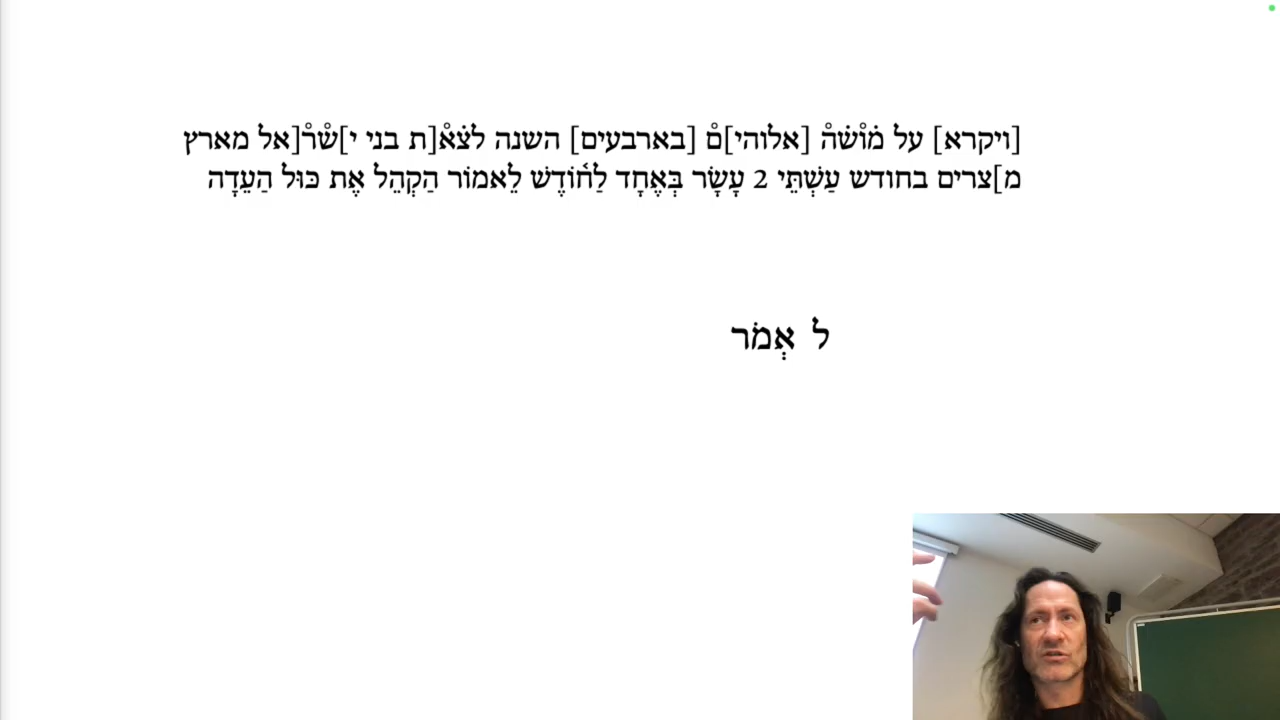 [ויקרא] על מ̇ו̊ש̇ה̊ [אלוהי]ם̊ [בארבעים] השנה לצ̇א̊[ת בני י]ש̊ר̊[אל מארץ
מ]צרים בחודש עַשְׁתֵּי 2 עָשָׂר בְּאֶחָד לַח֗וֹדֶשׁ לֵאמוֹר הַקְהֵל אֶת כּוּל הַעֵדָה
ל אְמֹר